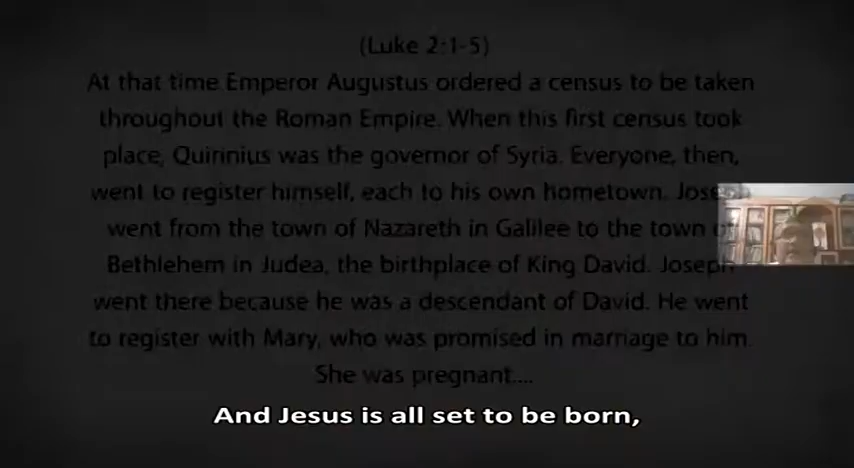 (Luke 2:1-5)
At that time Emperor Augustus ordered a census to be taken
throughout the Roman Empire. When this first census took
place, Quirinius was the governor of Syria. Everyone, then,
went to register himself, each to his own hometown.
went from the town of Nazareth in Galilee to the town
Bethlehem in Judea, the birthplace of King David. Joseph
went there because he was a descendant of David. He went
to register with Mary, who was promised in marriage to him.
She was pregnant....
And Jesus is all set to be born,